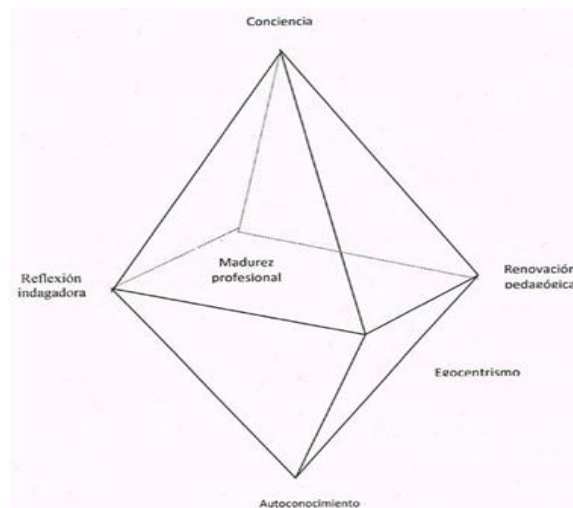 Conciencia
Madurez
profesional
Reflexión
indagadora
Renovación
pedagógica
Egocentrismo
Autoconocimiento